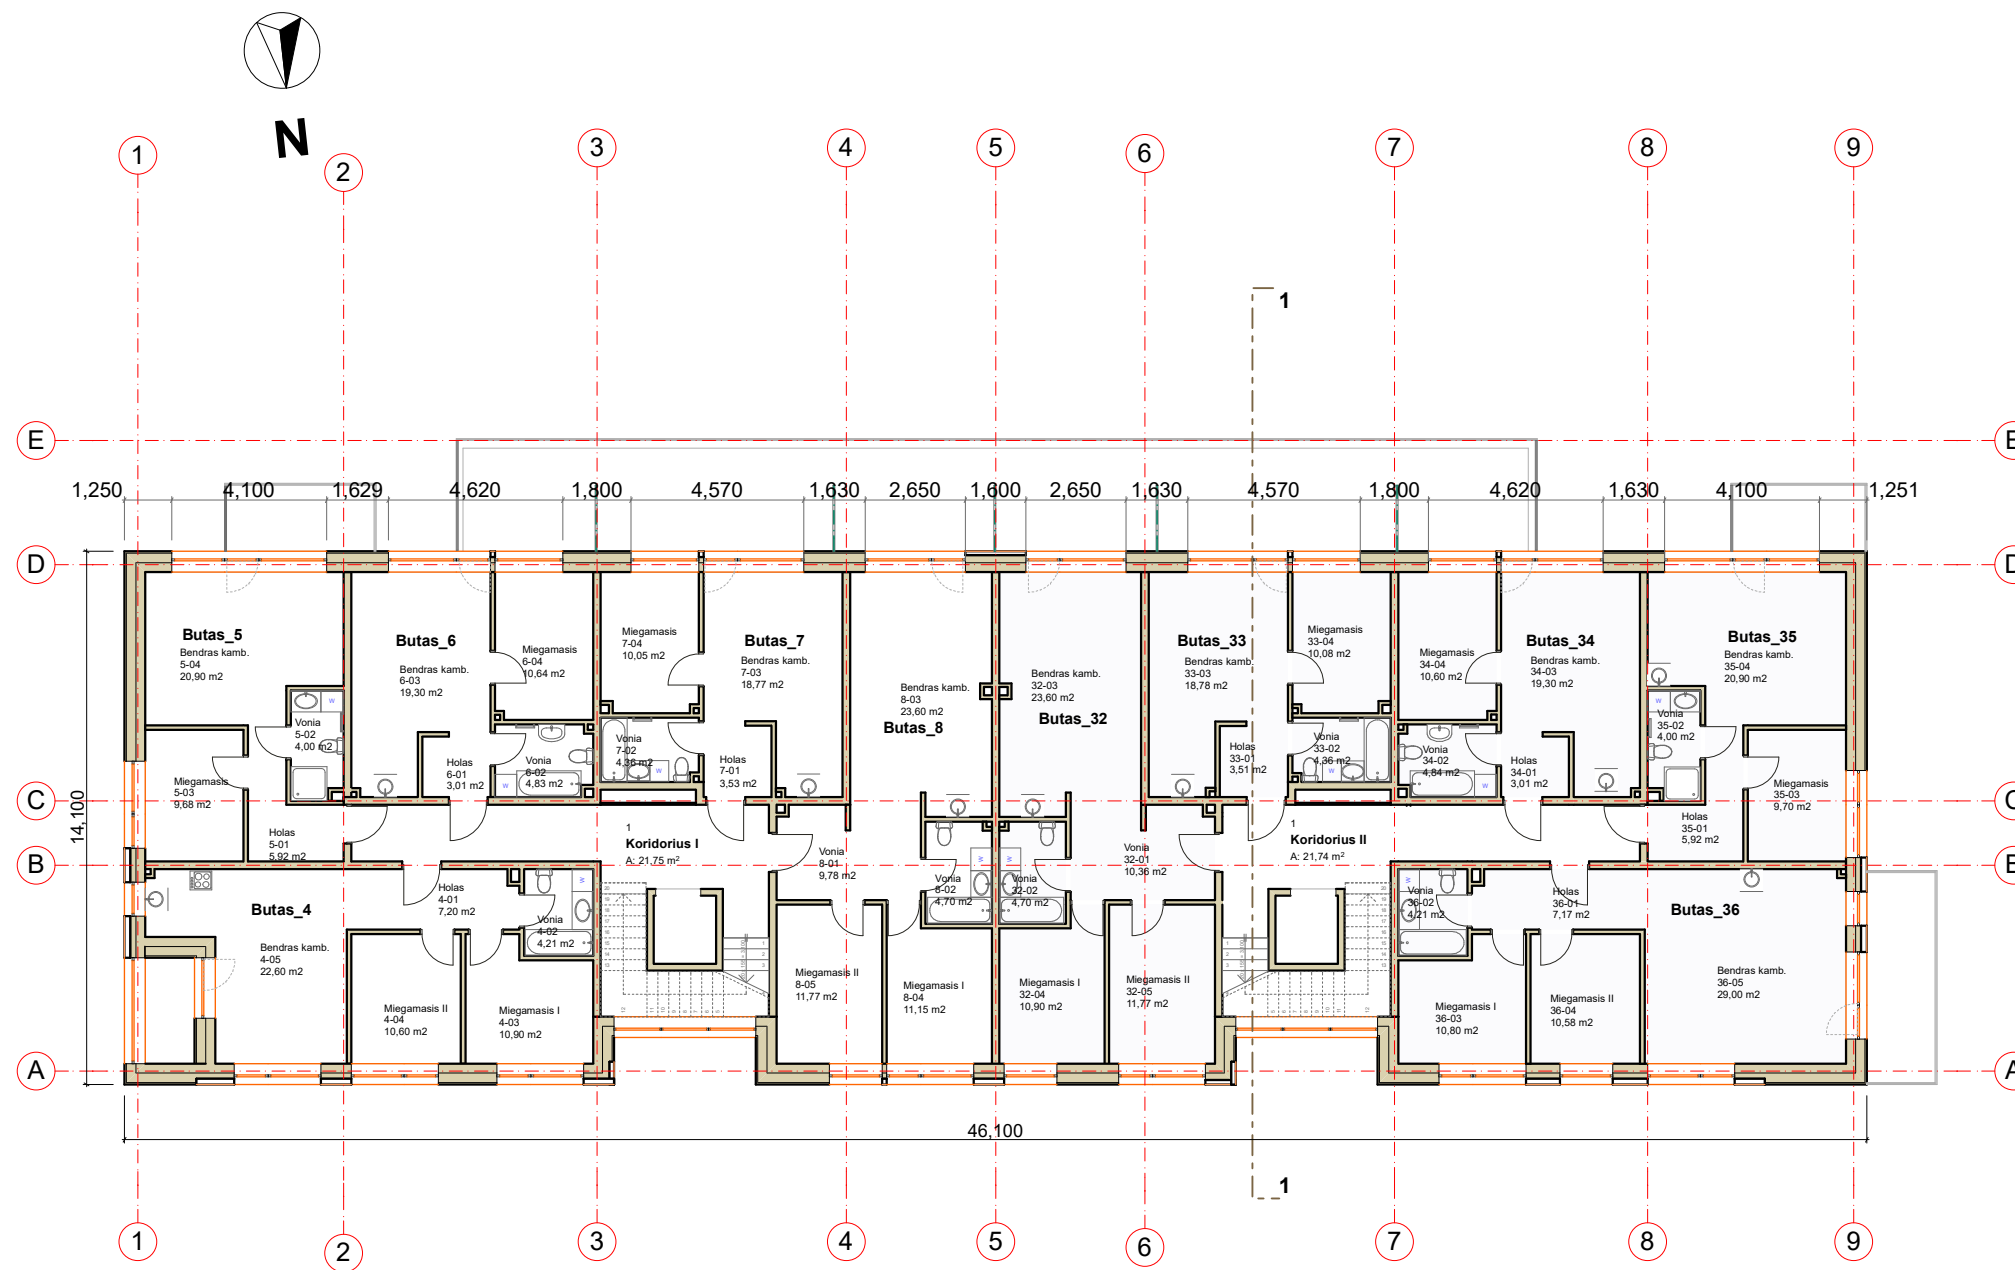 N
1
2
3
4
5
6
7
8
9
1
E
E
1,250
4,100
1,629
4,620
1,800
4,570
1,630
2,650
1,600
2,650
1,630
4,570
1,800
4,620
1,630
4,100
1,251
D
D
Butas_5
Bendras kamb.
5-04
20,90 m2
Butas_6
Bendras kamb.
6-03
19,30 m2
Miegamasis
6-04
10,64 m2
Miegamasis
7-04
10,05 m2
Butas_7
Bendras kamb.
7-03
18,77 m2
Bendras kamb.
8-03
23,60 m2
Butas_8
Bendras kamb.
32-03
23,60 m2
Butas_32
Butas_33
Bendras kamb.
33-03
18,78 m2
Miegamasis
33-04
10,08 m2
Miegamasis
34-04
10,60 m2
Butas_34
Bendras kamb.
34-03
19,30 m2
Butas_35
Bendras kamb.
35-04
20,90 m2
Vonia
5-02
4,00 m2
W
Miegamasis
5-03
9,68 m2
Holas
6-01
3,01 m2
Vonia
6-02
4,83 m2
W
Vonia
7-02
4,36 m2
W
Holas
7-01
3,53 m2
Holas
33-01
3,51 m2
Vonia
33-02
4,36 m2
W
Vonia
34-02
4,84 m2
W
Holas
34-01
3,01 m2
Vonia
35-02
4,00 m2
W
Miegamasis
35-03
9,70 m2
C
C
14,100
Holas
5-01
5,92 m2
1
Koridorius I
A: 21,75 m²
Vonia
8-01
9,78 m2
Vonia
32-01
10,36 m2
1
Koridorius II
A: 21,74 m²
Holas
35-01
5,92 m2
B
B
Butas_4
Holas
4-01
7,20 m2
Vonia
4-02
4,21 m2
W
Vonia
8-02
4,70 m2
W
Vonia
32-02
4,70 m2
W
Vonia
36-02
4,21 m2
W
Holas
36-01
7,17 m2
Butas_36
Bendras kamb.
4-05
22,60 m2
Miegamasis II
4-04
10,60 m2
Miegamasis I
4-03
10,90 m2
Miegamasis II
8-05
11,77 m2
Miegamasis I
8-04
11,15 m2
Miegamasis I
32-04
10,90 m2
Miegamasis II
32-05
11,77 m2
Miegamasis I
36-03
10,80 m2
Miegamasis II
36-04
10,58 m2
Bendras kamb.
36-05
29,00 m2
A
A
46,100
1
1
2
3
4
5
6
7
8
9